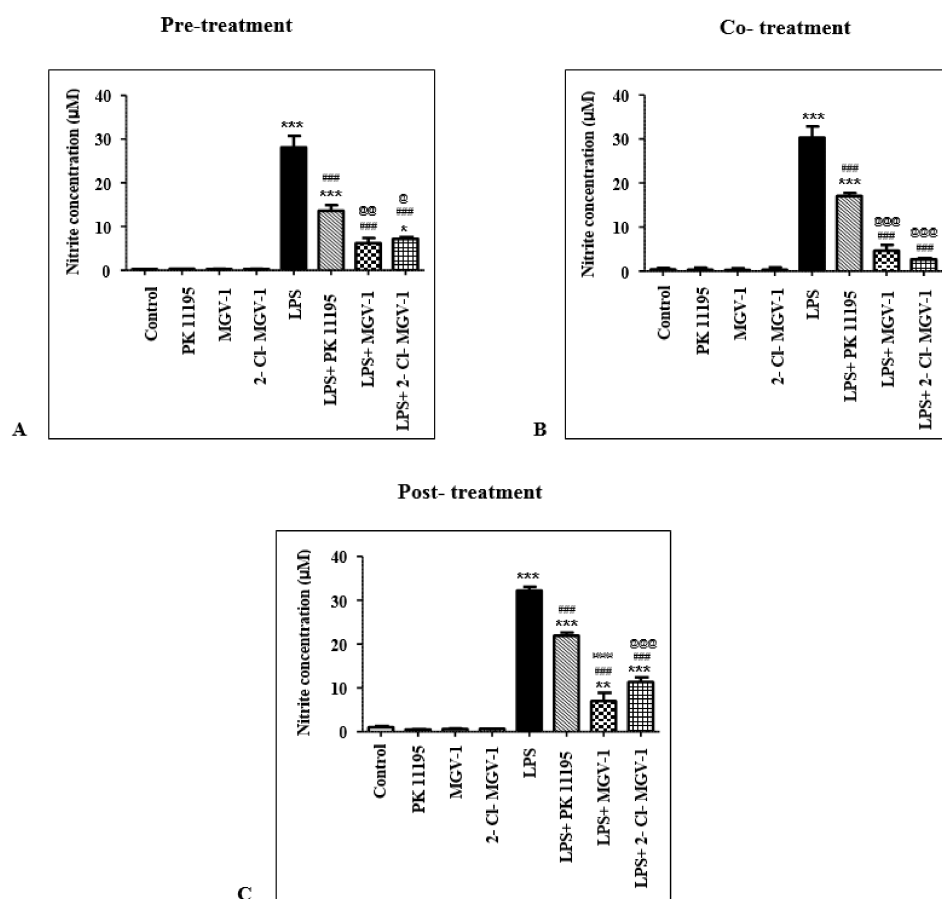 Pre-treatment
Nitrite concentration (µM)
40
30
20
10
0
***
###
***
@@
###
@
###
*
Control
PK 11195
MGV-1
2- Cl- MGV-1
LPS
LPS+ PK 11195
LPS+ MGV-1
LPS+ 2- Cl- MGV-1
A
Co- treatment
Nitrite concentration (µM)
40
30
20
10
0
***
###
***
@@@
###
@@@
###
Control
PK 11195
MGV-1
2- Cl- MGV-1
LPS
LPS+ PK 11195
LPS+ MGV-1
LPS+ 2- Cl- MGV-1
B
Post- treatment
Nitrite concentration (µM)
40
30
20
10
0
***
###
***
###
**
@@@
###
***
Control
PK 11195
MGV-1
2- Cl- MGV-1
LPS
LPS+ PK 11195
LPS+ MGV-1
LPS+ 2- Cl- MGV-1
C